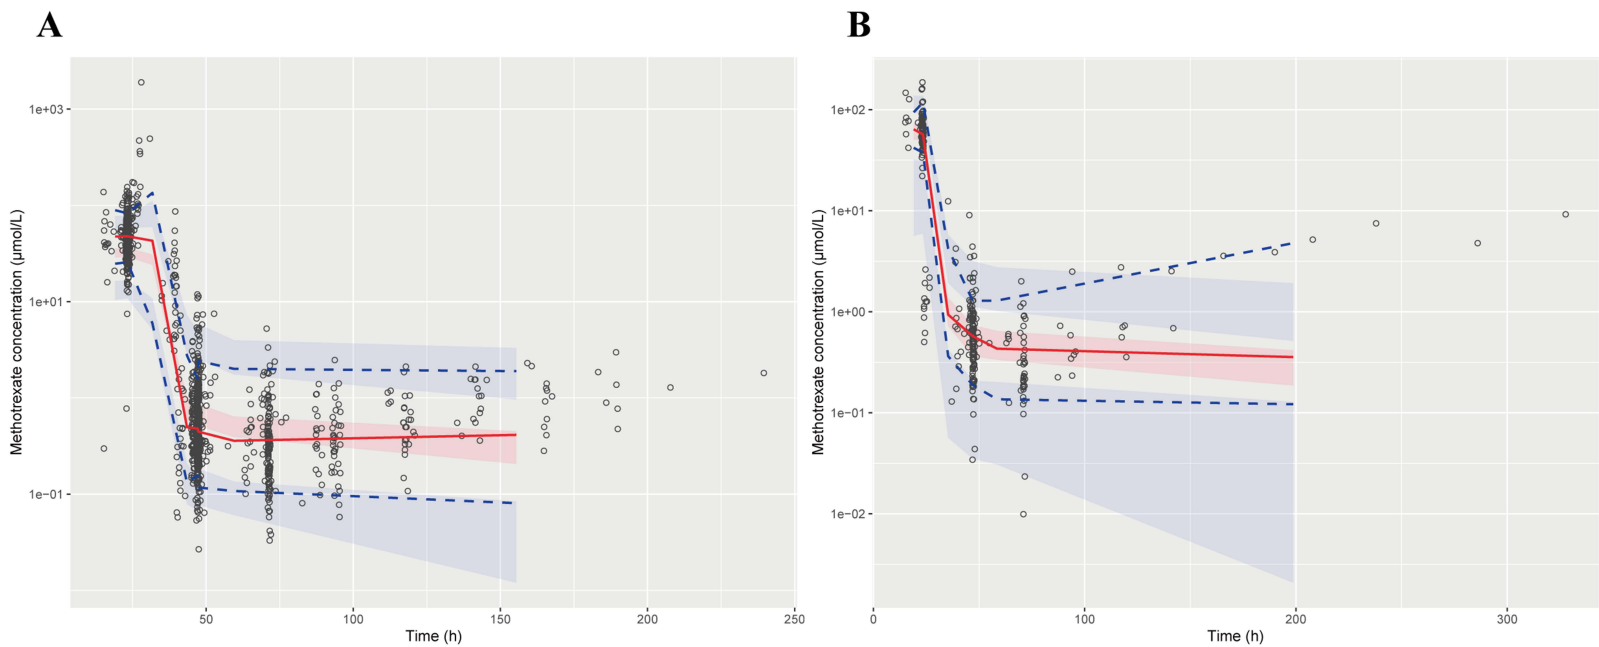 A
B
Methotrexate concentration (μmol/L)
1e+03
1e+01
1e−01
50
100
150
200
250
Time (h)
Methotrexate concentration (μmol/L)
1e+02
1e+01
1e+00
1e−01
1e−02
0
100
200
300
Time (h)